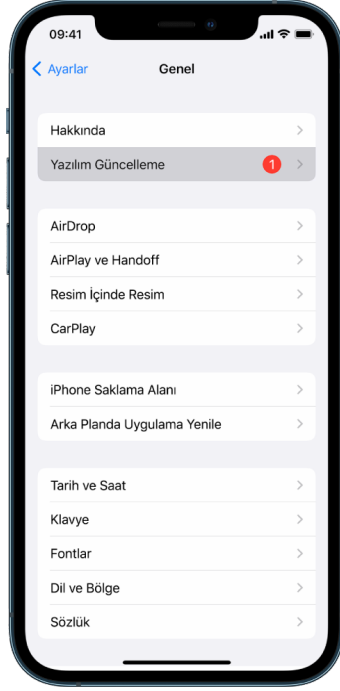 09:41
Ayarlar
Genel
Hakkında
Yazılım Güncelleme 1
AirDrop
AirPlay ve Handoff
Resim İçinde Resim
CarPlay
iPhone Saklama Alanı
Arka Planda Uygulama Yenile
Tarih ve Saat
Klavye
Fontlar
Dil ve Bölge
Sözlük